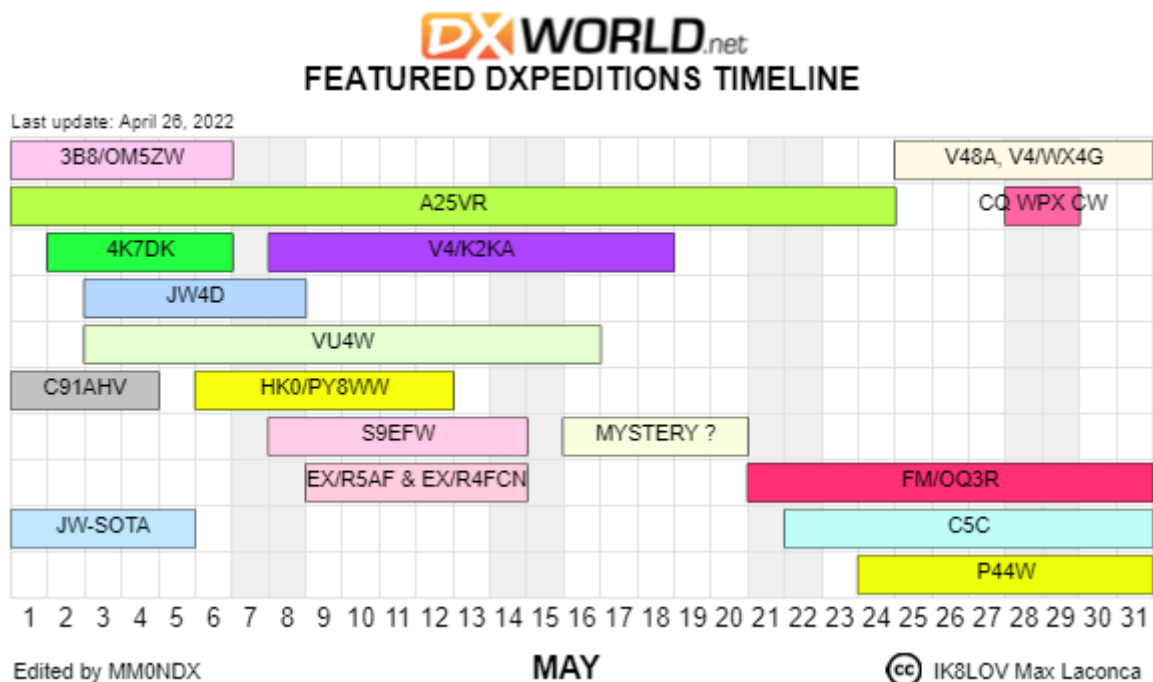 DX WORLD.net
FEATURED DXPEDITIONS TIMELINE
Last update: April 26, 2022
3B8/OM5ZW V48A, V4/WX4G
A25VR CQ WPX CW
4K7DK V4/K2KA
JW4D
VU4W
C91AHV HK0/PY8WW
S9EFW MYSTERY ?
EX/R5AF & EX/R4FCN FM/OQ3R
JW-SOTA C5C
P44W
1 2 3 4 5 6 7 8 9 10 11 12 13 14 15 16 17 18 19 20 21 22 23 24 25 26 27 28 29 30 31
Edited by MM0NDX MAY cc IK8LOV Max Laconca